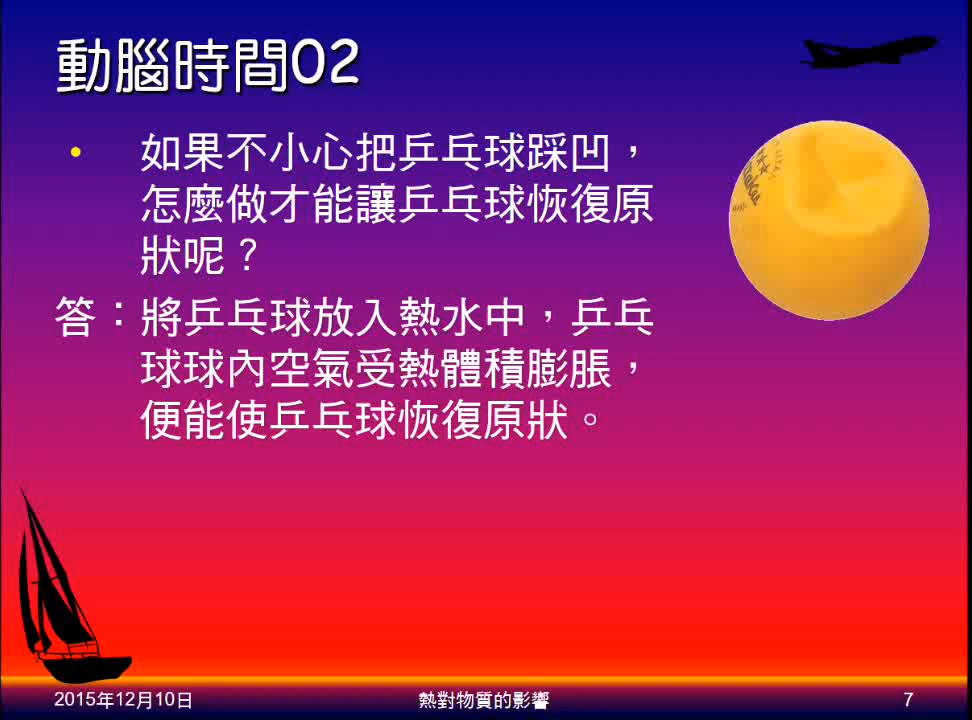 動腦時間02
• 如果不小心把乒乓球踩凹，
怎麼做才能讓乒乓球恢復原
狀呢？
答：將乒乓球放入熱水中，乒乓
球球內空氣受熱體積膨脹，
便能使乒乓球恢復原狀。
2015年12月10日
熱對物質的影響
7